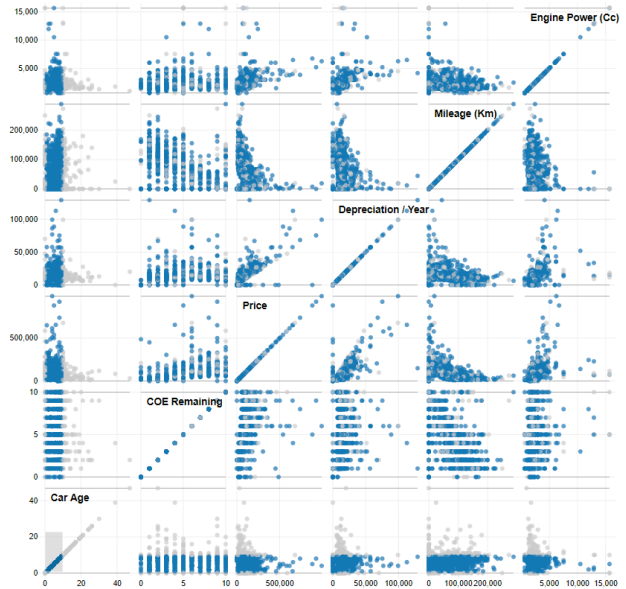 15,000
Engine Power (Cc)
10,000
5,000
Mileage (Km)
200,000
100,000
0
Depreciation / Year
100,000
50,000
0
Price
500,000
0
10
COE Remaining
5
0
Car Age
40
20
0
0 20 40 0 5 10 0 500,000 0 50,000 100,000 0 100,000 200,000 5,000 10,000 15,000